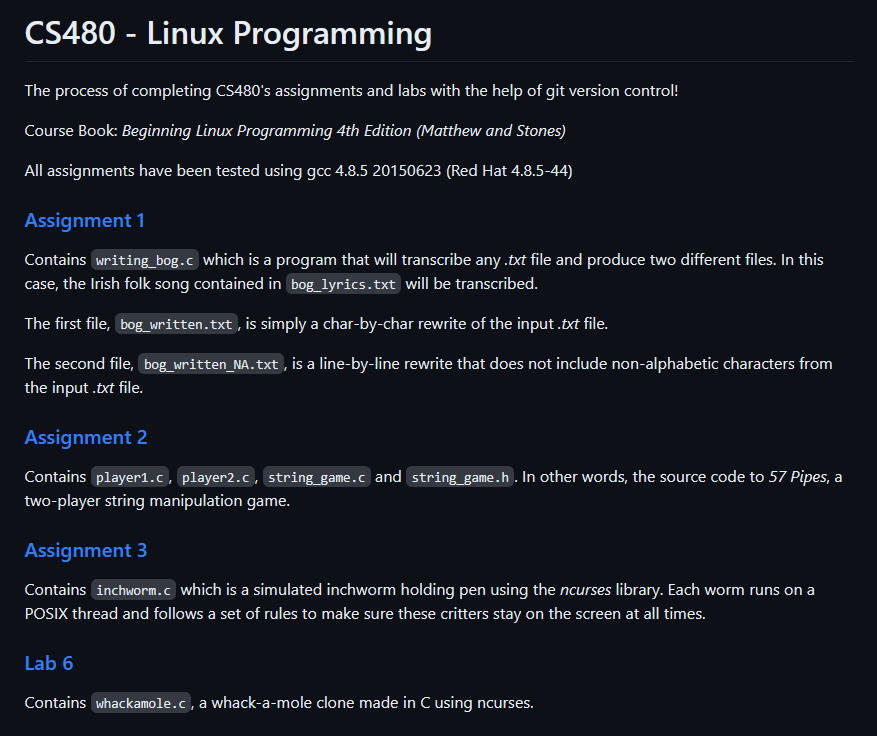 CS480 - Linux Programming
The process of completing CS480's assignments and labs with the help of git version control!
Course Book: Beginning Linux Programming 4th Edition (Matthew and Stones)
All assignments have been tested using gcc 4.8.5 20150623 (Red Hat 4.8.5-44)
Assignment 1
Contains writing_bog.c which is a program that will transcribe any .txt file and produce two different files. In this
case, the Irish folk song contained in bog_lyrics.txt will be transcribed.
The first file, bog_written.txt, is simply a char-by-char rewrite of the input .txt file.
The second file, bog_written_NA.txt, is a line-by-line rewrite that does not include non-alphabetic characters from
the input .txt file.
Assignment 2
Contains player1.c, player2.c, string_game.c and string_game.h. In other words, the source code to 57 Pipes, a
two-player string manipulation game.
Assignment 3
Contains inchworm.c which is a simulated inchworm holding pen using the ncurses library. Each worm runs on a
POSIX thread and follows a set of rules to make sure these critters stay on the screen at all times.
Lab 6
Contains whackamole.c, a whack-a-mole clone made in C using ncurses.